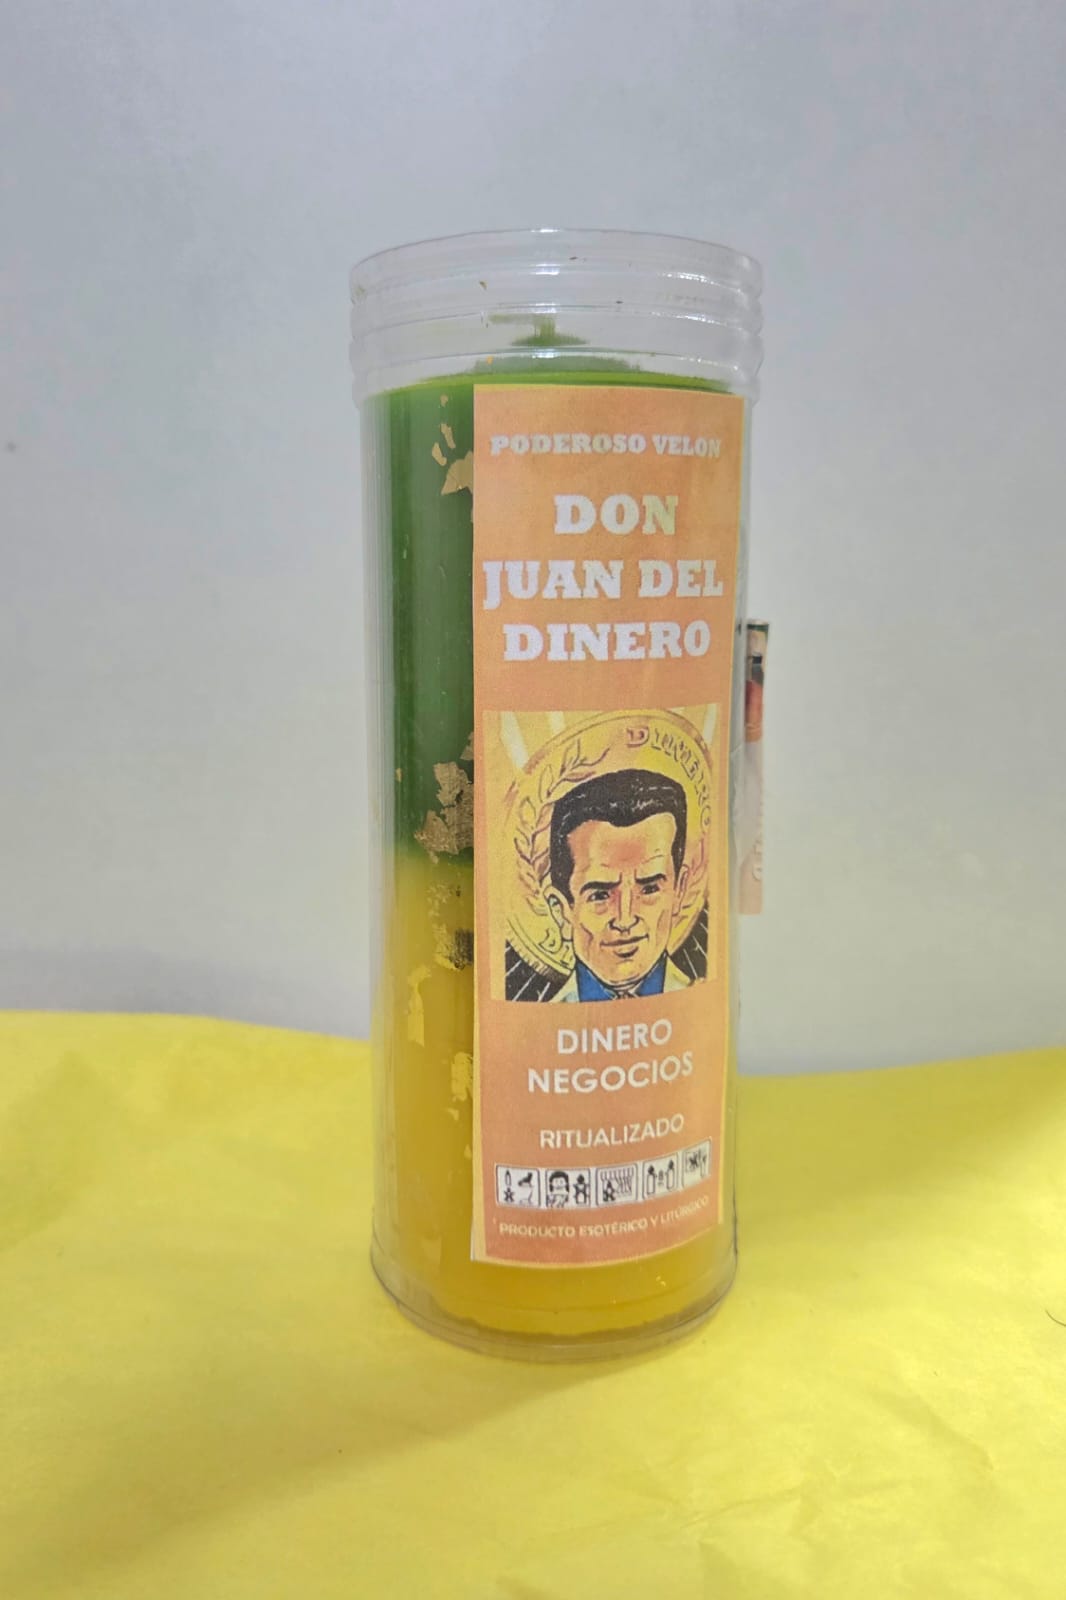 PODEROSO VELON
DON
JUAN DEL
DINERO
DINERO
DINERO
NEGOCIOS
RITUALIZADO
PRODUCTO ESOTÉRICO Y LITÚRGICO